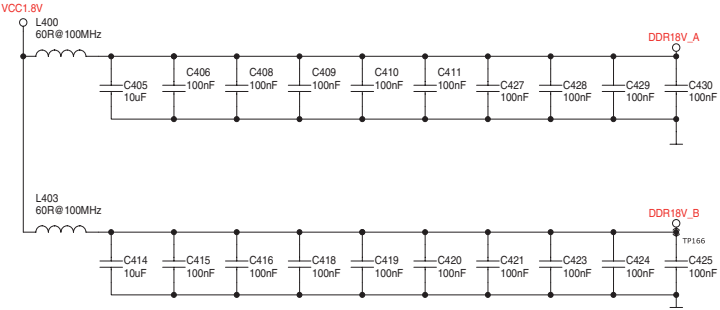 VCC1.8V
L400
60R@100MHz
DDR18V_A
C405
10uF
C406
100nF
C408
100nF
C409
100nF
C410
100nF
C411
100nF
C427
100nF
C428
100nF
C429
100nF
C430
100nF
L403
60R@100MHz
DDR18V_B
TP166
C414
10uF
C415
100nF
C416
100nF
C418
100nF
C419
100nF
C420
100nF
C421
100nF
C423
100nF
C424
100nF
C425
100nF